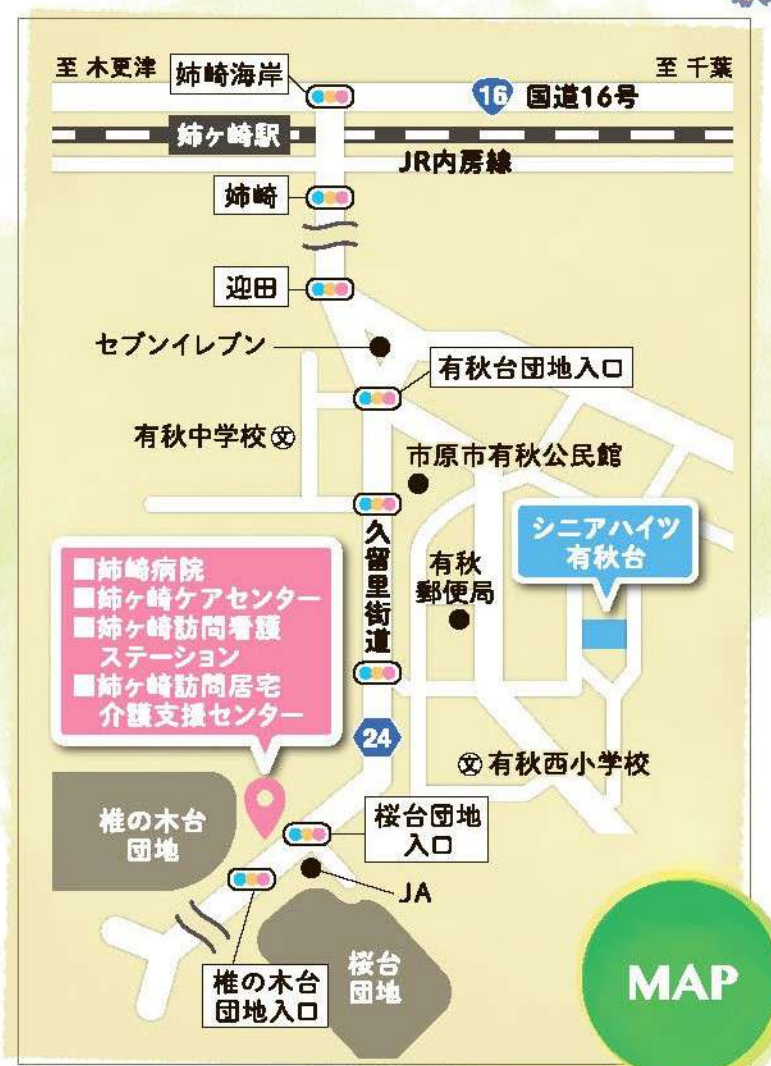 至 木更津
姉崎海岸
至 千葉
16
国道16号
姉ヶ崎駅
JR内房線
姉崎
迎田
セブンイレブン
有秋台団地入口
有秋中学校
文
市原市有秋公民館
シニアハイツ
有秋台
久留里街道
有秋
郵便局
■姉崎病院
■姉ヶ崎ケアセンター
■姉ヶ崎訪問看護
ステーション
■姉ヶ崎訪問居宅
介護支援センター
24
文
有秋西小学校
椎の木台
団地
桜台団地
入口
JA
椎の木台
団地入口
桜台
団地
MAP